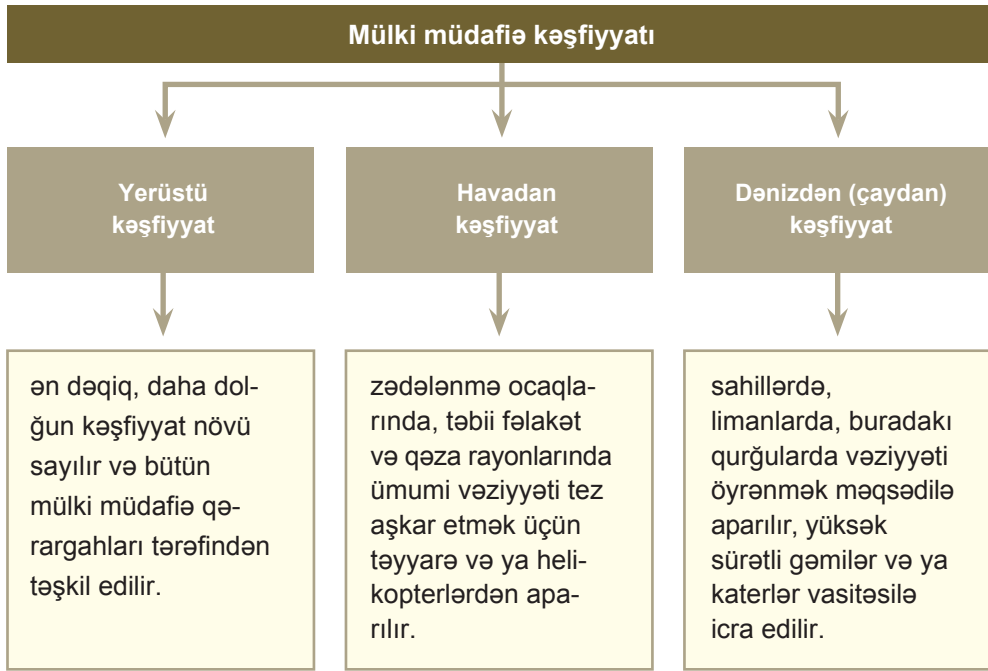 Mülki müdafiə kəşfiyyatı
Yerüstü
kəşfiyyat
Havadan
kəşfiyyat
Dənizdən (çaydan)
kəşfiyyat
ən dəqiq, daha dol-
ğun kəşfiyyat növü
sayılır və bütün
mülki müdafiə qə-
rargahları tərəfindən
təşkil edilir.
zədələnmə ocaqla-
rında, təbii fəlakət
və qəza rayonlarında
ümumi vəziyyəti tez
aşkar etmək üçün
təyyarə və ya heli-
kopterlərdən apa-
rılır.
sahillərdə,
limanlarda, buradakı
qurğularda vəziyyəti
öyrənmək məqsədilə
aparılır, yüksək
sürətli gəmilər və ya
katerlər vasitəsilə
icra edilir.